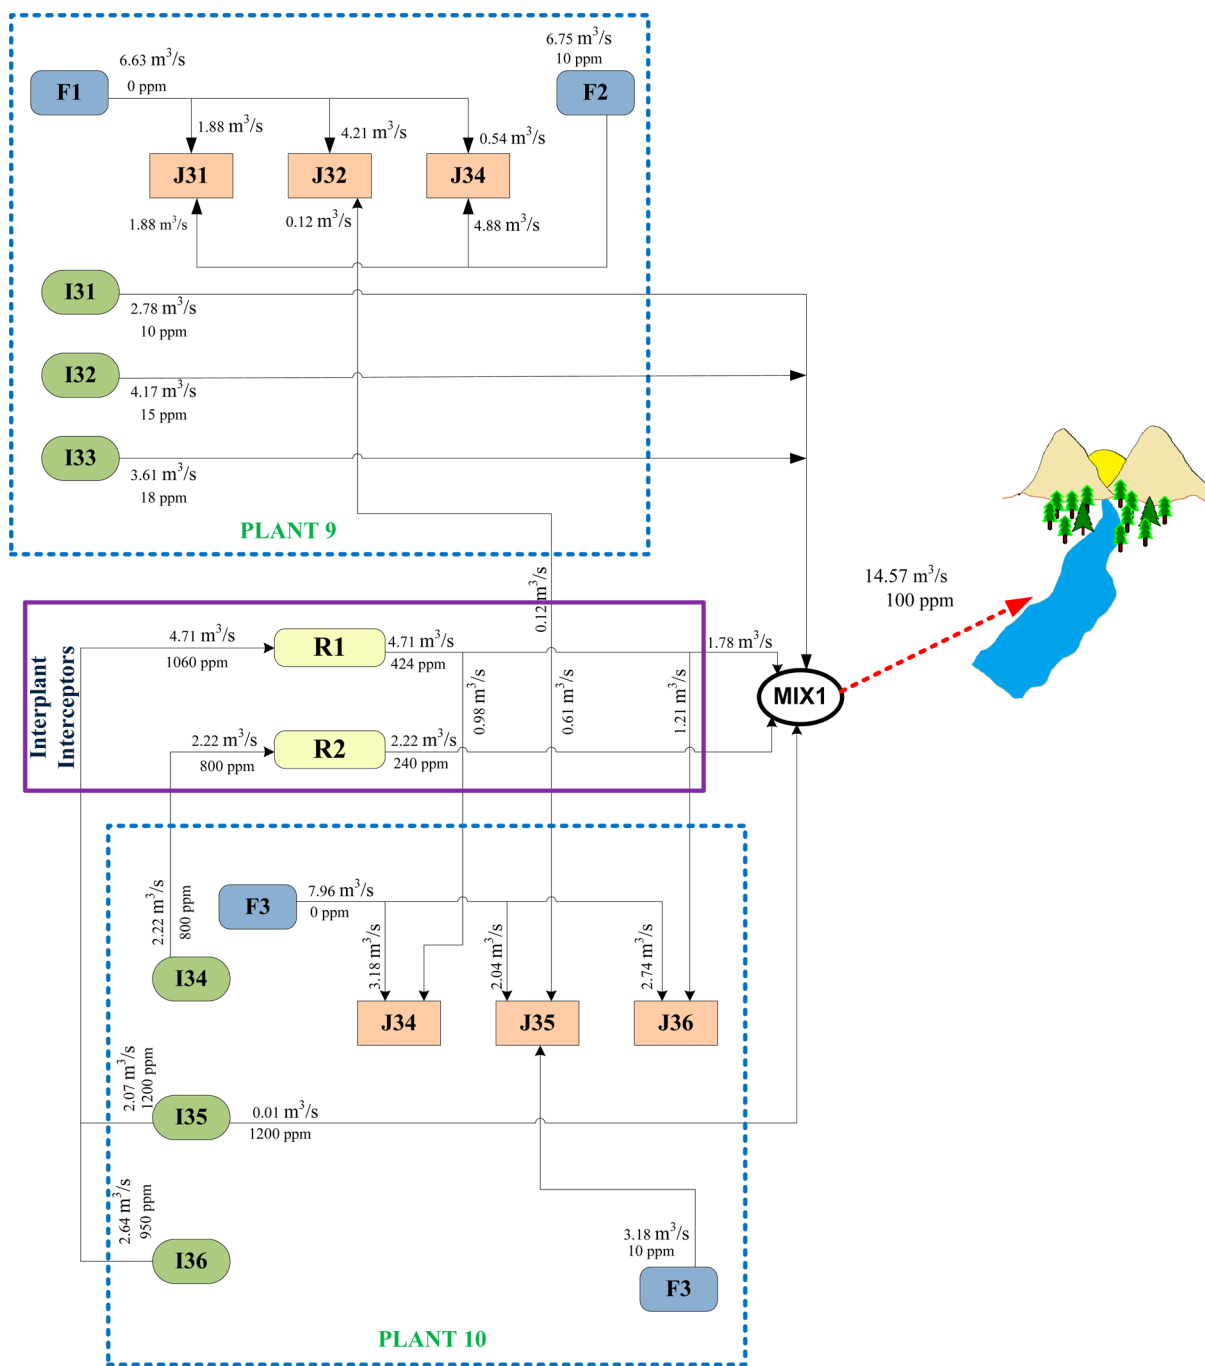 6.63 m³/s
0 ppm
F1
6.75 m³/s
10 ppm
F2
1.88 m³/s
4.21 m³/s
0.54 m³/s
J31
J32
J34
1.88 m³/s
0.12 m³/s
4.88 m³/s
I31
2.78 m³/s
10 ppm
I32
4.17 m³/s
15 ppm
I33
3.61 m³/s
18 ppm
PLANT 9
14.57 m³/s
100 ppm
0.12 m³/s
Interplant
Interceptors
4.71 m³/s
1060 ppm
R1
4.71 m³/s
424 ppm
1.78 m³/s
0.98 m³/s
0.61 m³/s
1.21 m³/s
MIX1
2.22 m³/s
800 ppm
R2
2.22 m³/s
240 ppm
2.22 m³/s
800 ppm
F3
7.96 m³/s
0 ppm
3.18 m³/s
2.04 m³/s
2.74 m³/s
I34
J34
J35
J36
2.07 m³/s
1200 ppm
I35
0.01 m³/s
1200 ppm
2.64 m³/s
950 ppm
I36
3.18 m³/s
10 ppm
F3
PLANT 10